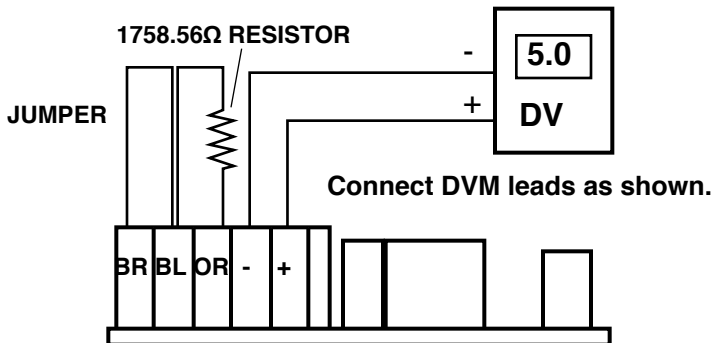 1758.56Ω RESISTOR
- 5.0
JUMPER
+ DV
Connect DVM leads as shown.
BR BL OR - +